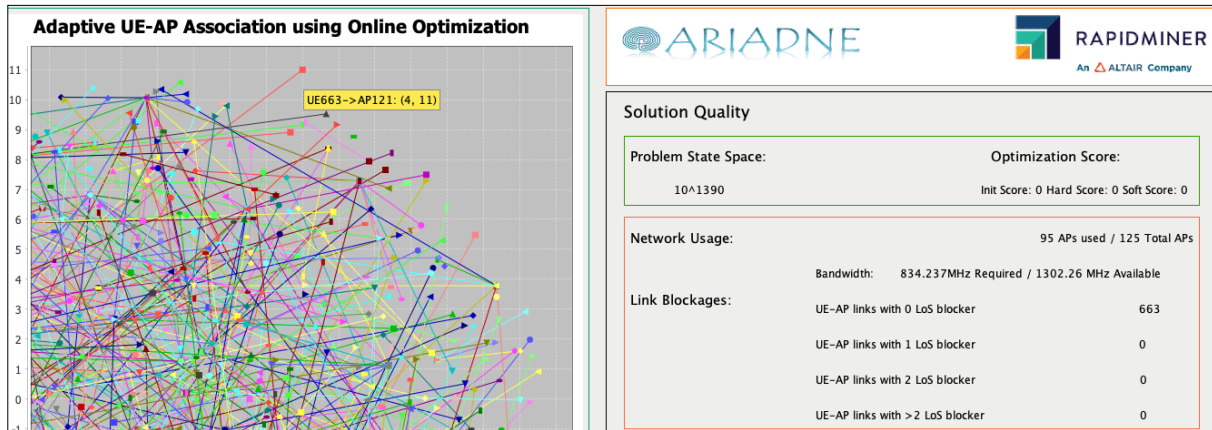 Adaptive UE-AP Association using Online Optimization
11
10
9
8
7
6
5
4
3
2
1
0
-1
UE663->AP121: (4, 11)
ARIADNE
RAPIDMINER
An ALTAIR Company
Solution Quality
Problem State Space:
Optimization Score:
10^1390
Init Score: 0 Hard Score: 0 Soft Score: 0
Network Usage:
95 APs used / 125 Total APs
Bandwidth: 834.237MHz Required / 1302.26 MHz Available
Link Blockages:
UE-AP links with 0 LoS blocker 663
UE-AP links with 1 LoS blocker 0
UE-AP links with 2 LoS blocker 0
UE-AP links with >2 LoS blocker 0